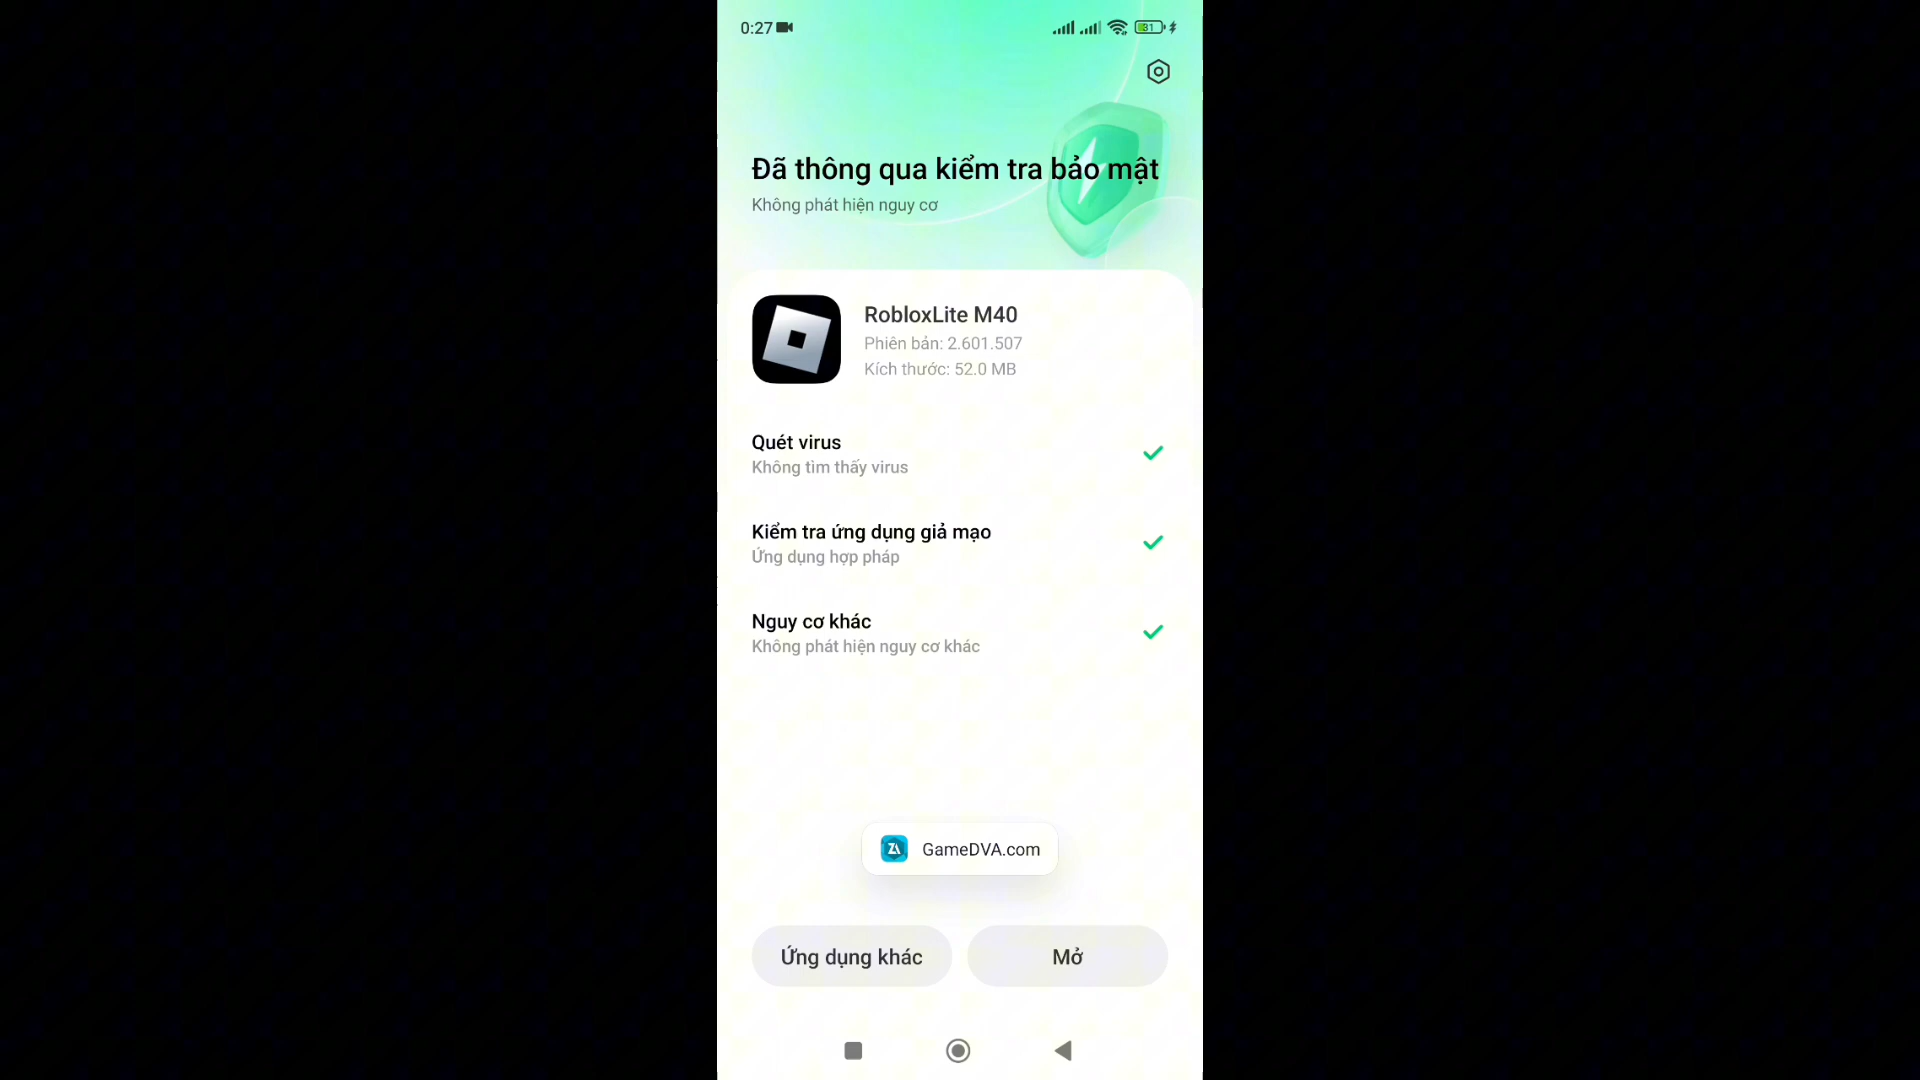 0:27
31
Đã thông qua kiểm tra bảo mật
Không phát hiện nguy cơ
RobloxLite M40
Phiên bản: 2.601.507
Kích thước: 52.0 MB
Quét virus
Không tìm thấy virus
Kiểm tra ứng dụng giả mạo
Ứng dụng hợp pháp
Nguy cơ khác
Không phát hiện nguy cơ khác
ZA GameDVA.com
Ứng dụng khác
Mở